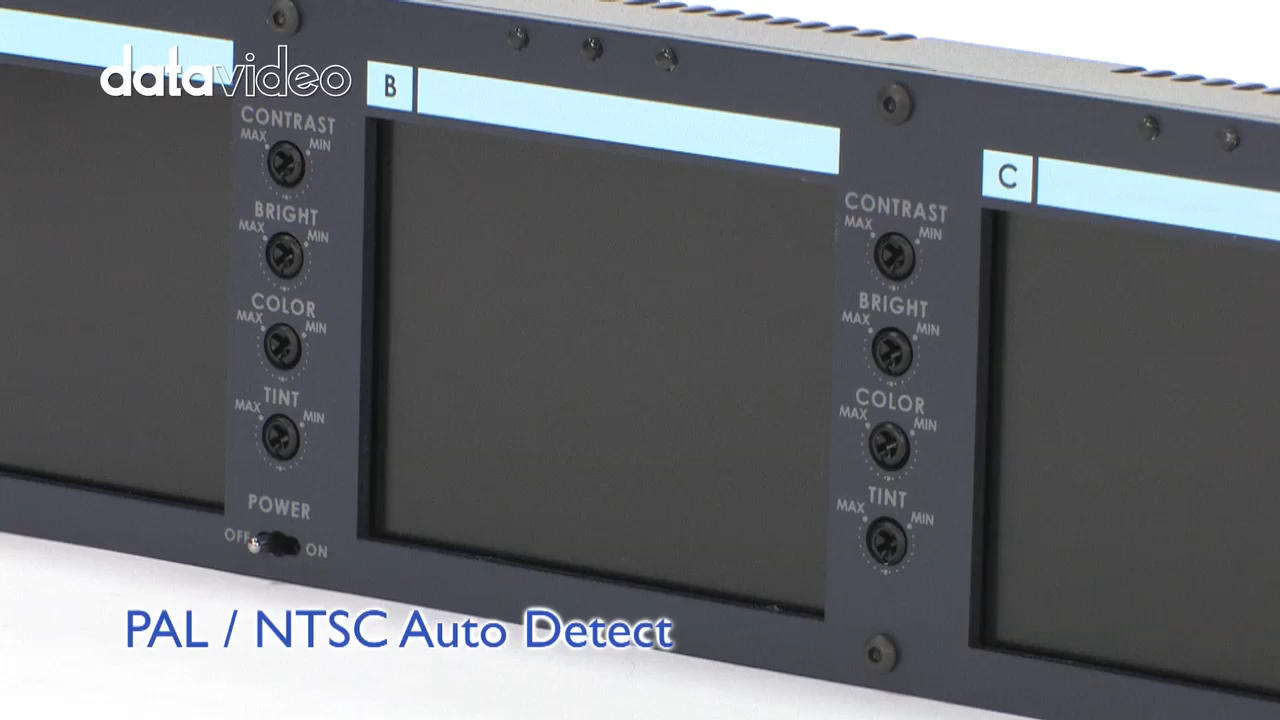 datavideo
B
CONTRAST
MAX MIN
BRIGHT
MAX MIN
COLOR
MAX MIN
TINT
MAX MIN
POWER
OFF ON
C
CONTRAST
MAX MIN
BRIGHT
MAX MIN
COLOR
MAX MIN
TINT
MAX MIN
PAL / NTSC Auto Detect